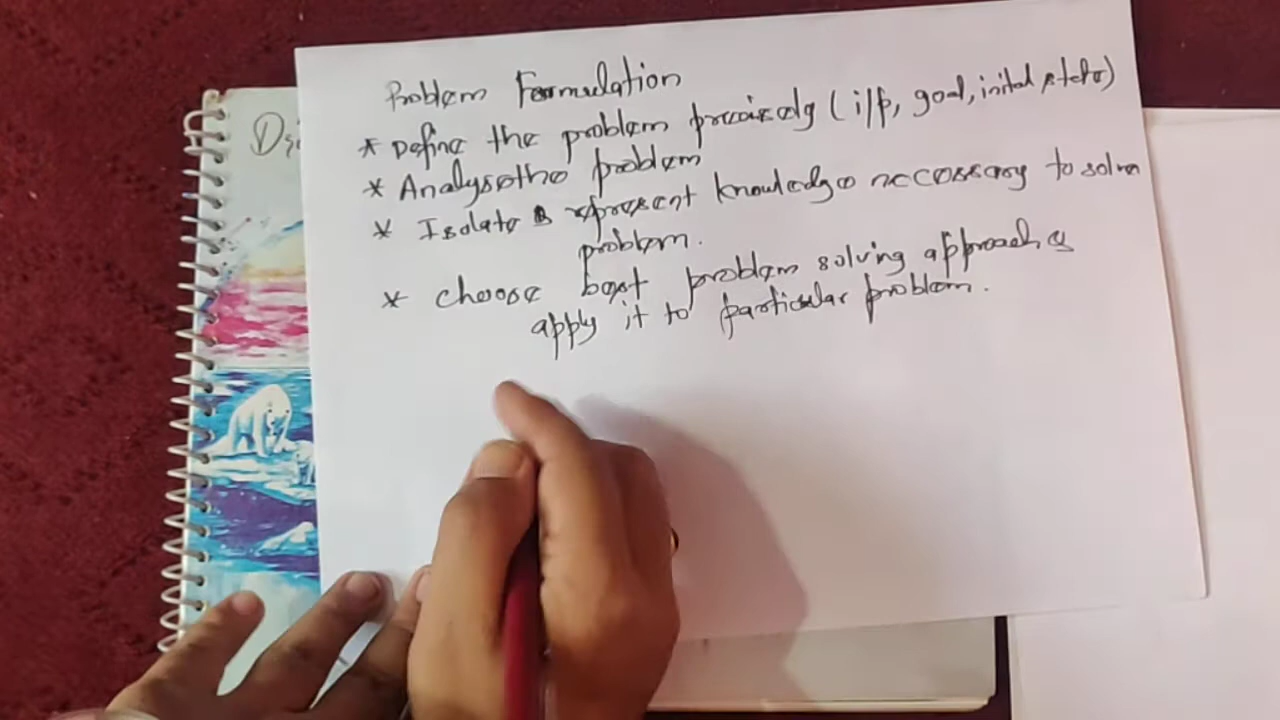 Problem Formulation
* Define the problem precisely (i/p, goal, inital state)
* Analyse the problem
* Isolate & represent knowledge necessary to solve
problem.
* choose best problem solving approach &
apply it to particular problem.